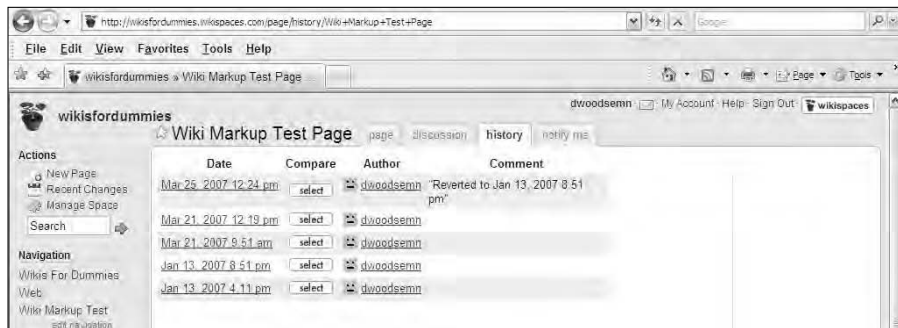 http://wikisfordummies.wikispaces.com/page/history/Wiki+Markup+Test+Page
Google
File Edit View Favorites Tools Help
wikisfordummies » Wiki Markup Test Page
Page Tools
dwoodsemn My Account Help Sign Out wikispaces
wikisfordummies
Wiki Markup Test Page page discussion history notify me
Actions
New Page
Recent Changes
Manage Space
Search
Navigation
Wikis For Dummies
Web
Wiki Markup Test
edit navigation
Date Compare Author Comment
Mar 25, 2007 12:24 pm select dwoodsemn "Reverted to Jan 13, 2007 8:51
pm"
Mar 21, 2007 12:19 pm select dwoodsemn
Mar 21, 2007 9:51 am select dwoodsemn
Jan 13, 2007 8:51 pm select dwoodsemn
Jan 13, 2007 4:11 pm select dwoodsemn